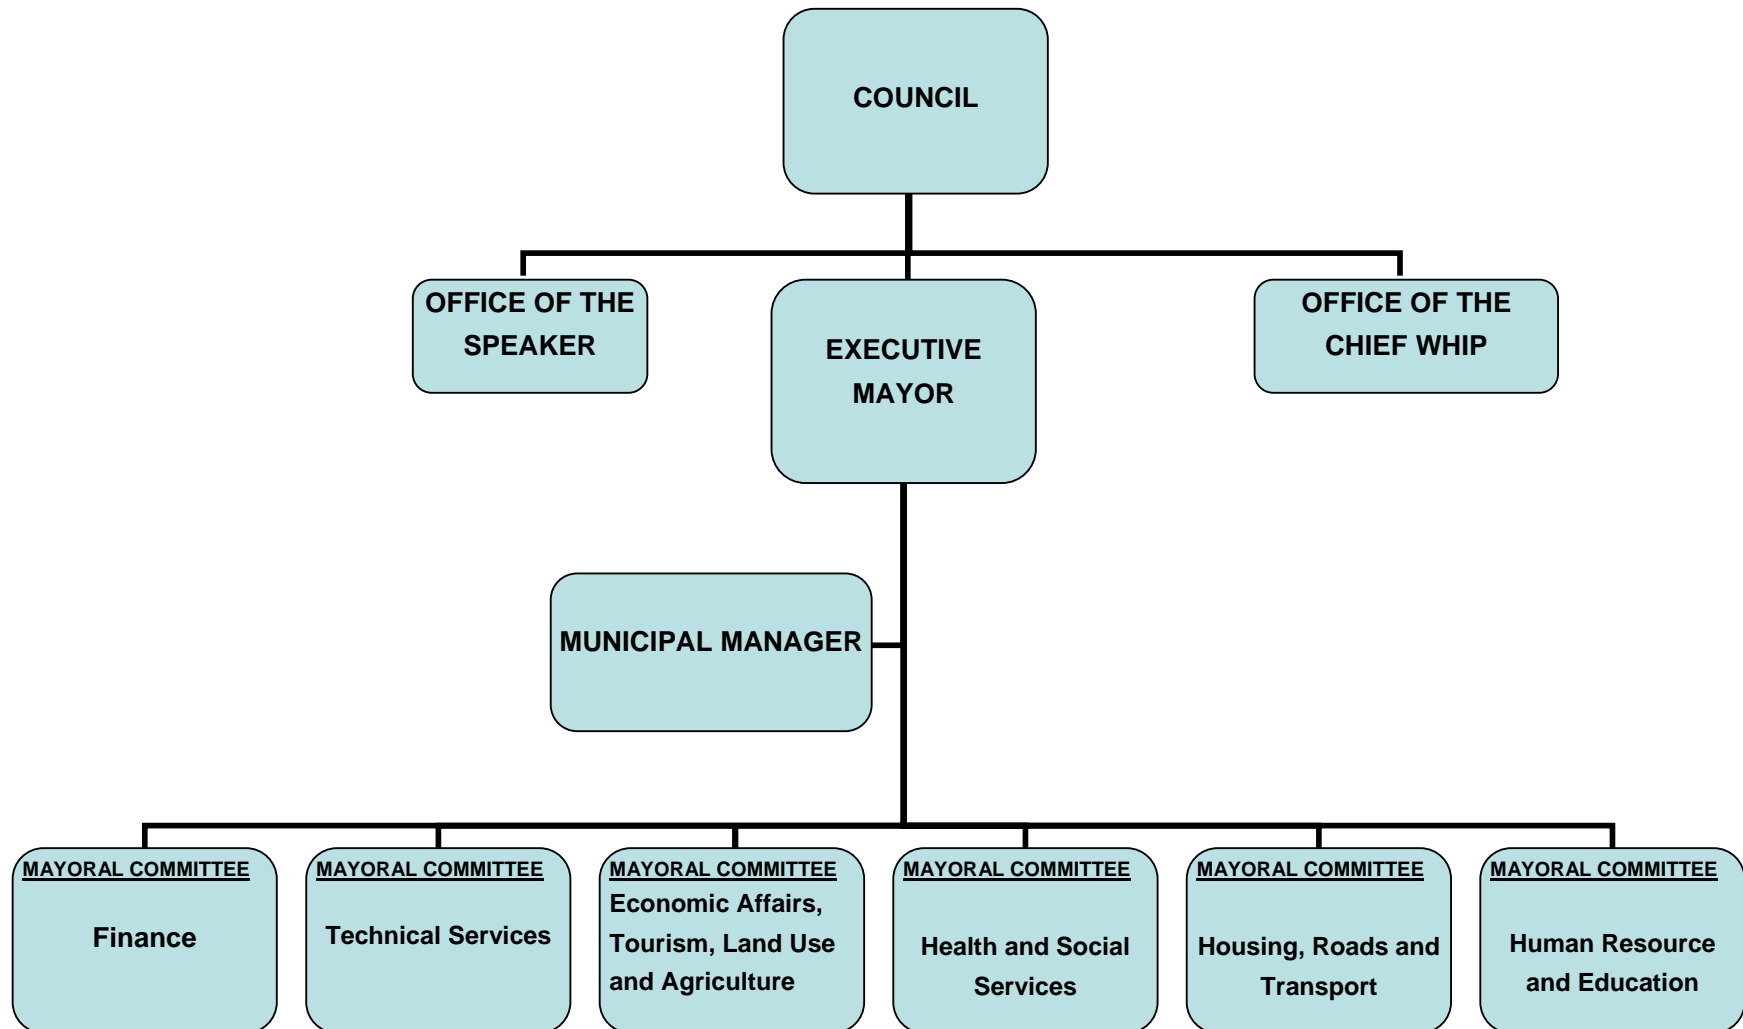 COUNCIL
OFFICE OF THE
SPEAKER
EXECUTIVE
MAYOR
OFFICE OF THE
CHIEF WHIP
MUNICIPAL MANAGER
MAYORAL COMMITTEE
Finance
MAYORAL COMMITTEE
Technical Services
MAYORAL COMMITTEE
Economic Affairs,
Tourism, Land Use
and Agriculture
MAYORAL COMMITTEE
Health and Social
Services
MAYORAL COMMITTEE
Housing, Roads and
Transport
MAYORAL COMMITTEE
Human Resource
and Education